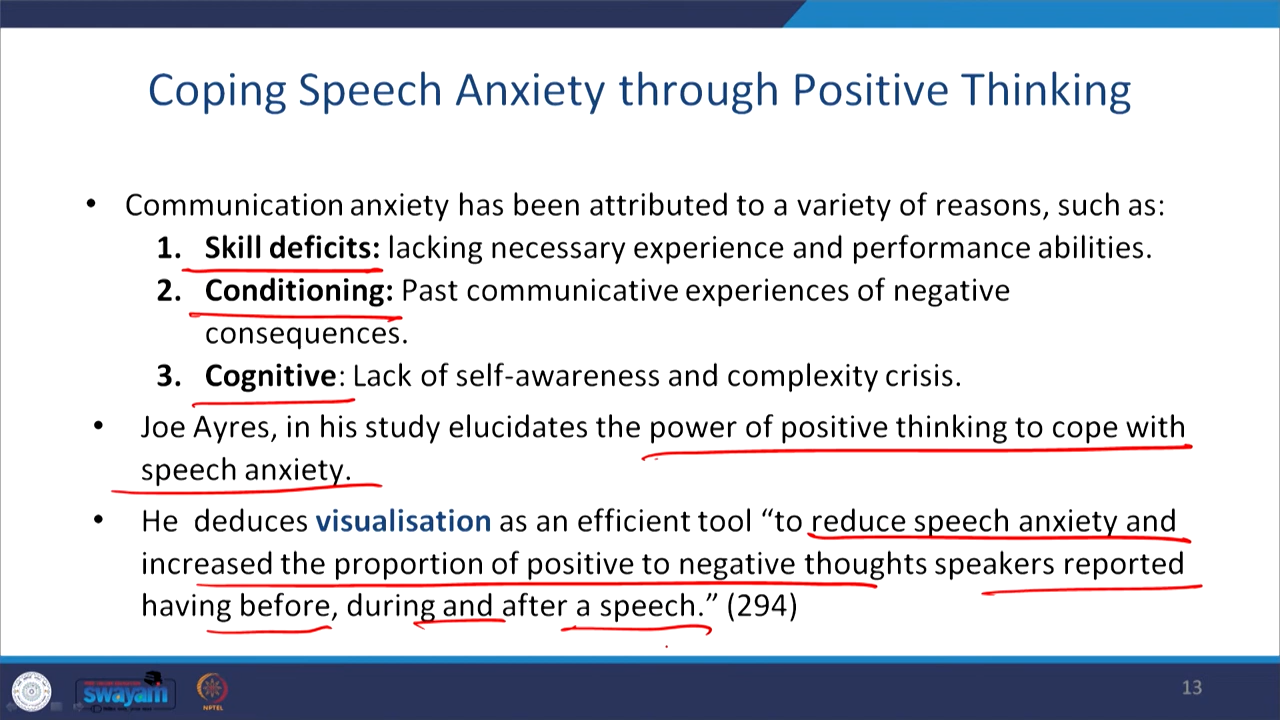 Coping Speech Anxiety through Positive Thinking
• Communication anxiety has been attributed to a variety of reasons, such as:
1. Skill deficits: lacking necessary experience and performance abilities.
2. Conditioning: Past communicative experiences of negative
consequences.
3. Cognitive: Lack of self-awareness and complexity crisis.
• Joe Ayres, in his study elucidates the power of positive thinking to cope with
speech anxiety.
• He deduces visualisation as an efficient tool “to reduce speech anxiety and
increased the proportion of positive to negative thoughts speakers reported
having before, during and after a speech.” (294)
swayam
NPTEL
13